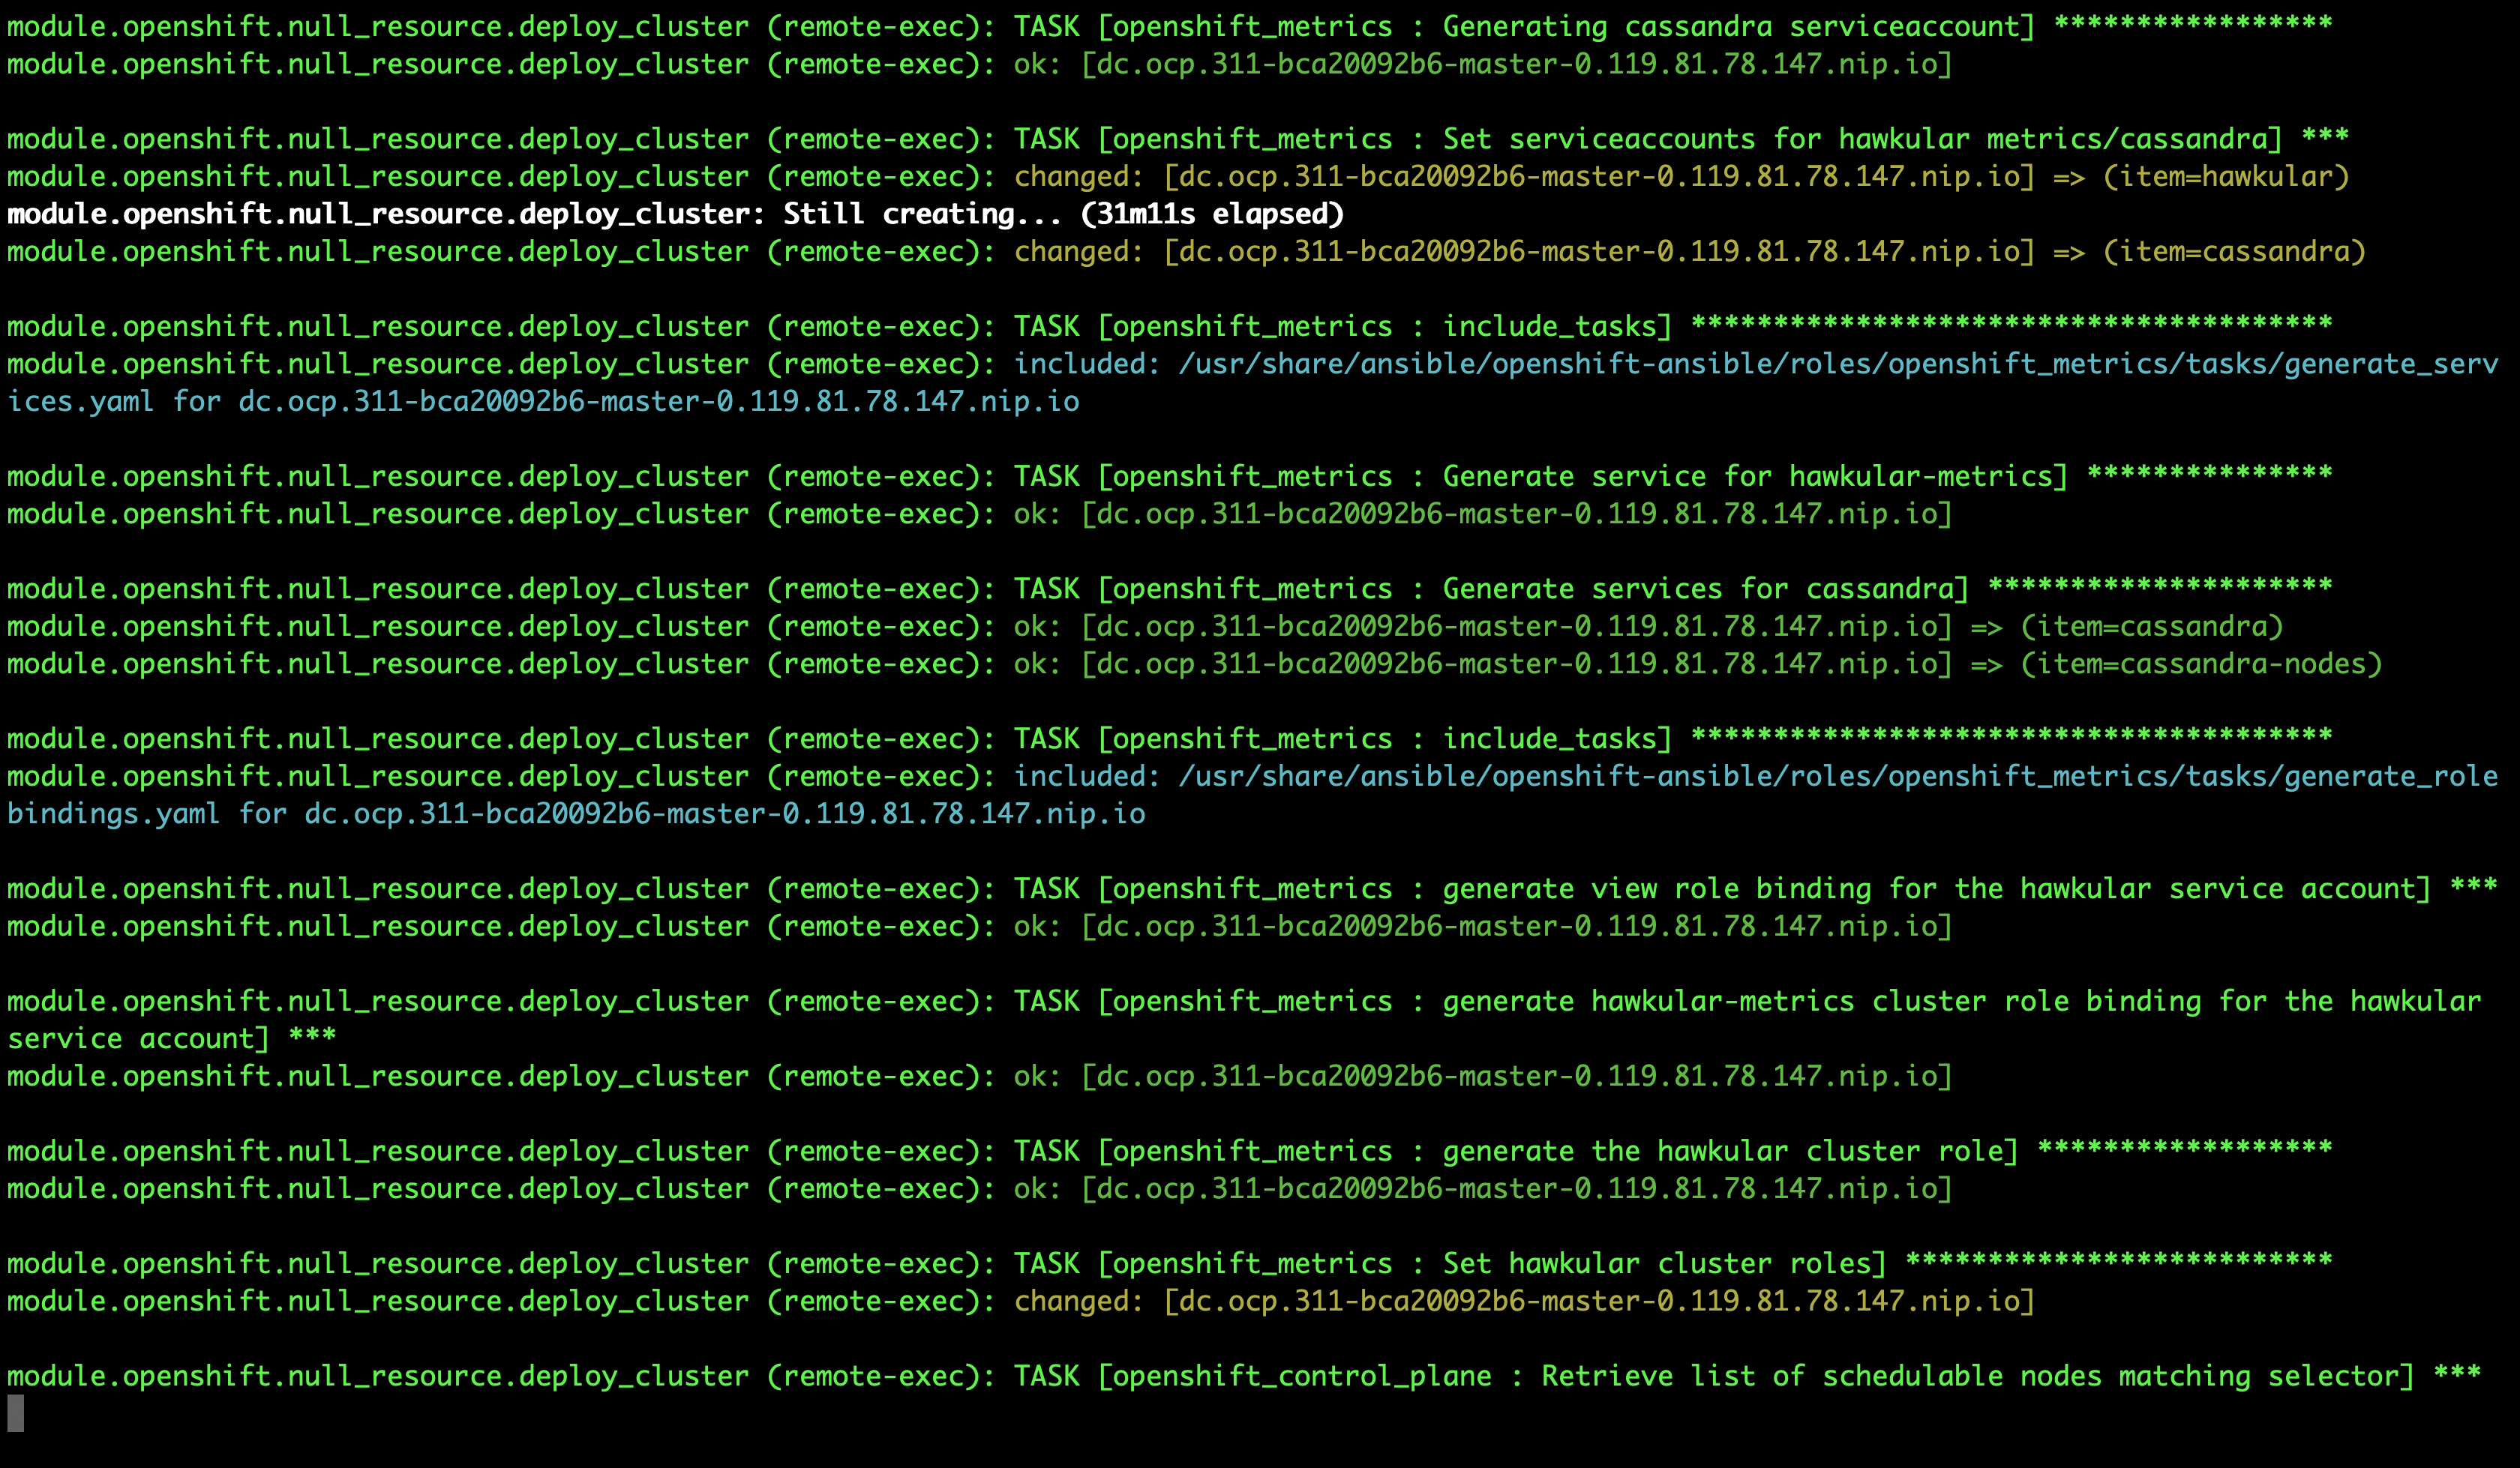 module.openshift.null_resource.deploy_cluster (remote-exec): TASK [openshift_metrics : Generating cassandra serviceaccount] *****************
module.openshift.null_resource.deploy_cluster (remote-exec): ok: [dc.ocp.311-bca20092b6-master-0.119.81.78.147.nip.io]
module.openshift.null_resource.deploy_cluster (remote-exec): TASK [openshift_metrics : Set serviceaccounts for hawkular metrics/cassandra] ***
module.openshift.null_resource.deploy_cluster (remote-exec): changed: [dc.ocp.311-bca20092b6-master-0.119.81.78.147.nip.io] => (item=hawkular)
module.openshift.null_resource.deploy_cluster: Still creating... (31m11s elapsed)
module.openshift.null_resource.deploy_cluster (remote-exec): changed: [dc.ocp.311-bca20092b6-master-0.119.81.78.147.nip.io] => (item=cassandra)
module.openshift.null_resource.deploy_cluster (remote-exec): TASK [openshift_metrics : include_tasks] ***************************************
module.openshift.null_resource.deploy_cluster (remote-exec): included: /usr/share/ansible/openshift-ansible/roles/openshift_metrics/tasks/generate_serv
ices.yaml for dc.ocp.311-bca20092b6-master-0.119.81.78.147.nip.io
module.openshift.null_resource.deploy_cluster (remote-exec): TASK [openshift_metrics : Generate service for hawkular-metrics] ***************
module.openshift.null_resource.deploy_cluster (remote-exec): ok: [dc.ocp.311-bca20092b6-master-0.119.81.78.147.nip.io]
module.openshift.null_resource.deploy_cluster (remote-exec): TASK [openshift_metrics : Generate services for cassandra] *********************
module.openshift.null_resource.deploy_cluster (remote-exec): ok: [dc.ocp.311-bca20092b6-master-0.119.81.78.147.nip.io] => (item=cassandra)
module.openshift.null_resource.deploy_cluster (remote-exec): ok: [dc.ocp.311-bca20092b6-master-0.119.81.78.147.nip.io] => (item=cassandra-nodes)
module.openshift.null_resource.deploy_cluster (remote-exec): TASK [openshift_metrics : include_tasks] ***************************************
module.openshift.null_resource.deploy_cluster (remote-exec): included: /usr/share/ansible/openshift-ansible/roles/openshift_metrics/tasks/generate_role
bindings.yaml for dc.ocp.311-bca20092b6-master-0.119.81.78.147.nip.io
module.openshift.null_resource.deploy_cluster (remote-exec): TASK [openshift_metrics : generate view role binding for the hawkular service account] ***
module.openshift.null_resource.deploy_cluster (remote-exec): ok: [dc.ocp.311-bca20092b6-master-0.119.81.78.147.nip.io]
module.openshift.null_resource.deploy_cluster (remote-exec): TASK [openshift_metrics : generate hawkular-metrics cluster role binding for the hawkular
service account] ***
module.openshift.null_resource.deploy_cluster (remote-exec): ok: [dc.ocp.311-bca20092b6-master-0.119.81.78.147.nip.io]
module.openshift.null_resource.deploy_cluster (remote-exec): TASK [openshift_metrics : generate the hawkular cluster role] ******************
module.openshift.null_resource.deploy_cluster (remote-exec): ok: [dc.ocp.311-bca20092b6-master-0.119.81.78.147.nip.io]
module.openshift.null_resource.deploy_cluster (remote-exec): TASK [openshift_metrics : Set hawkular cluster roles] **************************
module.openshift.null_resource.deploy_cluster (remote-exec): changed: [dc.ocp.311-bca20092b6-master-0.119.81.78.147.nip.io]
module.openshift.null_resource.deploy_cluster (remote-exec): TASK [openshift_control_plane : Retrieve list of schedulable nodes matching selector] ***